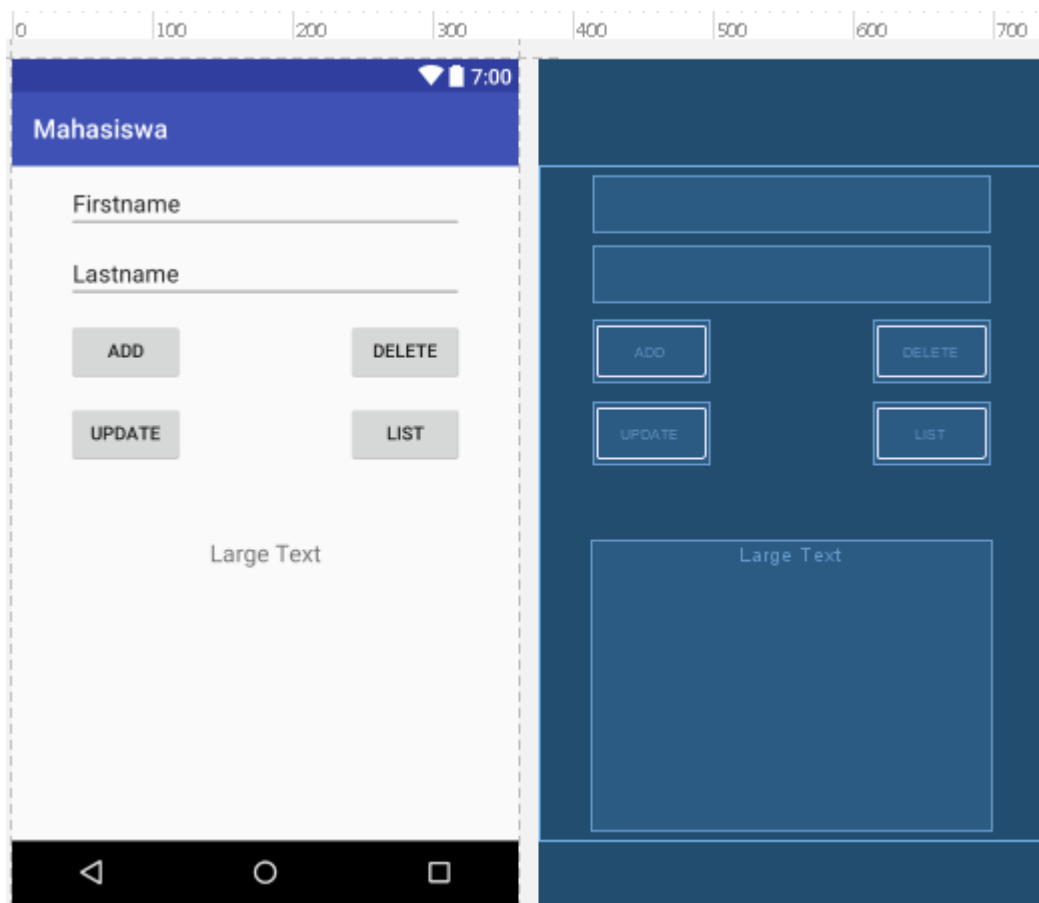 0 100 200 300 400 500 600 700
7:00
Mahasiswa
Firstname
Lastname
ADD DELETE
UPDATE LIST
Large Text
ADD DELETE
UPDATE LIST
Large Text